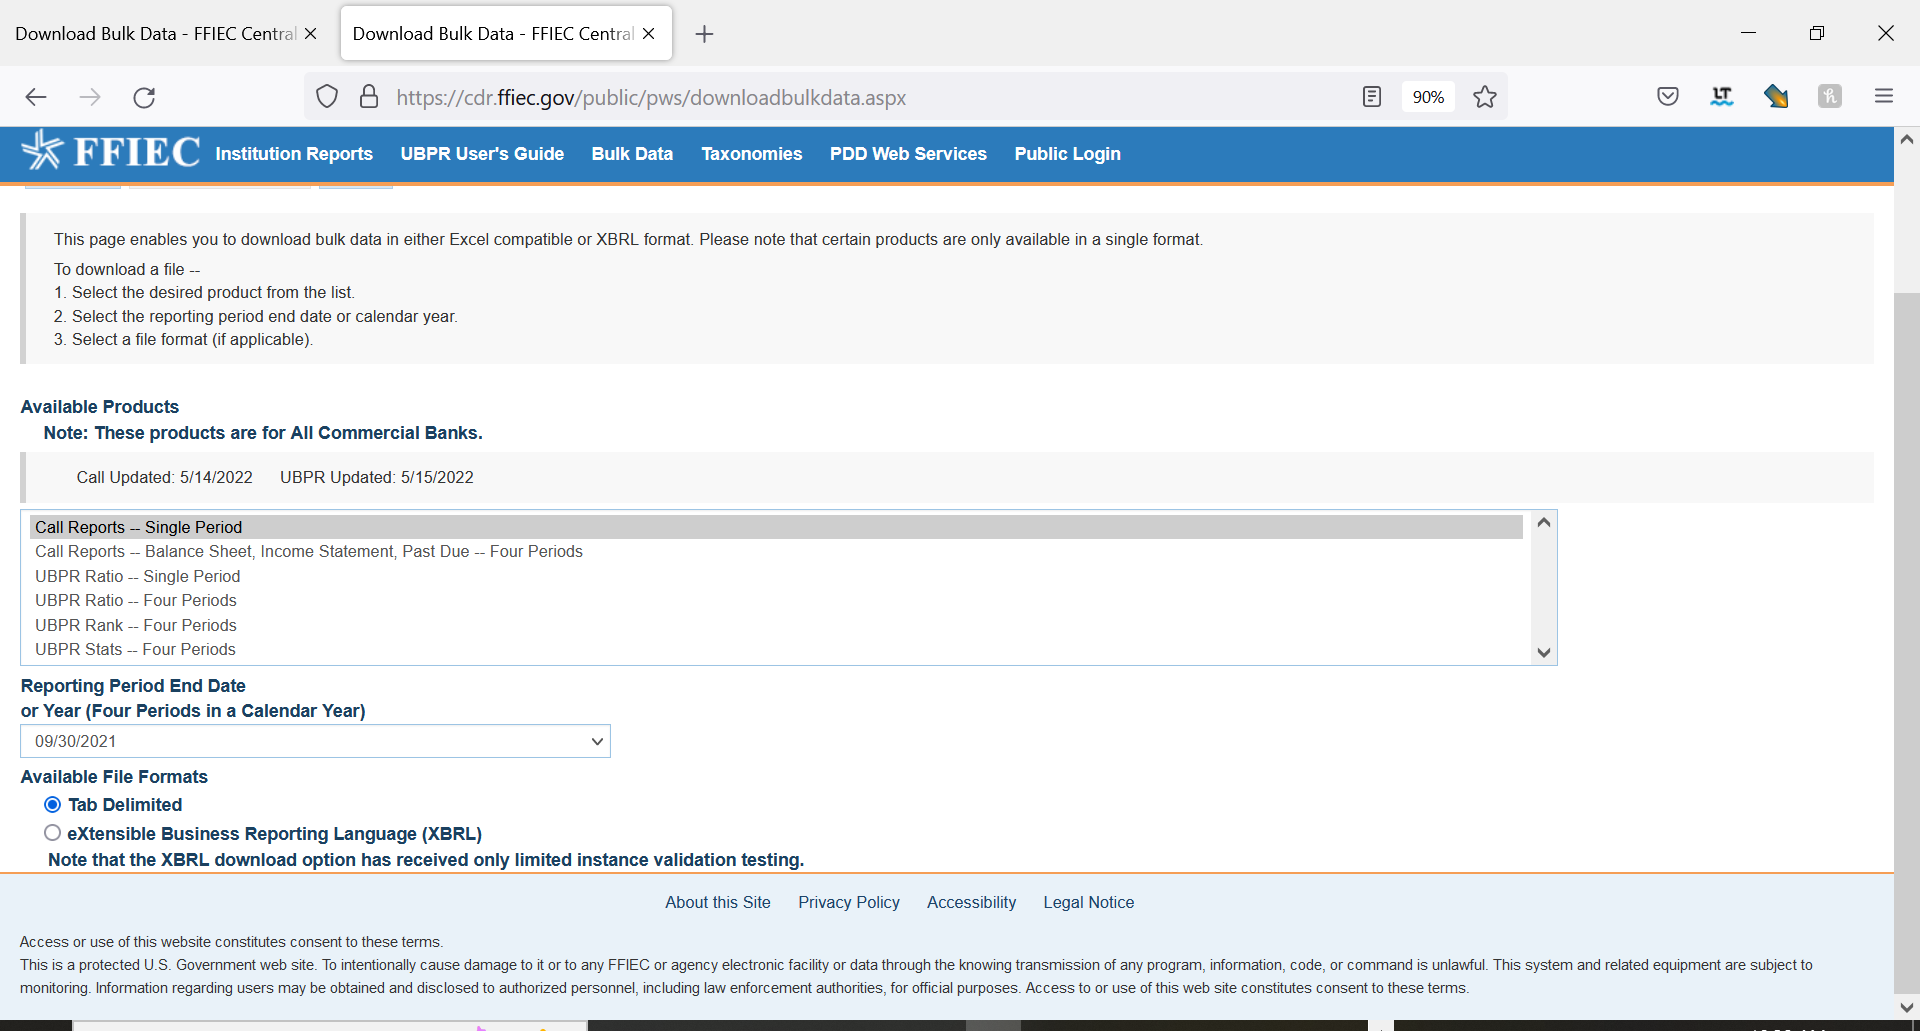 Download Bulk Data - FFIEC Central
Download Bulk Data - FFIEC Central
https://cdr.ffiec.gov/public/pws/downloadbulkdata.aspx
90%
LT
h
FFIEC
Institution Reports
UBPR User's Guide
Bulk Data
Taxonomies
PDD Web Services
Public Login
This page enables you to download bulk data in either Excel compatible or XBRL format. Please note that certain products are only available in a single format.
To download a file --
1. Select the desired product from the list.
2. Select the reporting period end date or calendar year.
3. Select a file format (if applicable).
Available Products
Note: These products are for All Commercial Banks.
Call Updated: 5/14/2022 UBPR Updated: 5/15/2022
Call Reports -- Single Period
Call Reports -- Balance Sheet, Income Statement, Past Due -- Four Periods
UBPR Ratio -- Single Period
UBPR Ratio -- Four Periods
UBPR Rank -- Four Periods
UBPR Stats -- Four Periods
Reporting Period End Date
or Year (Four Periods in a Calendar Year)
09/30/2021
Available File Formats
Tab Delimited
eXtensible Business Reporting Language (XBRL)
Note that the XBRL download option has received only limited instance validation testing.
About this Site
Privacy Policy
Accessibility
Legal Notice
Access or use of this website constitutes consent to these terms.
This is a protected U.S. Government web site. To intentionally cause damage to it or to any FFIEC or agency electronic facility or data through the knowing transmission of any program, information, code, or command is unlawful. This system and related equipment are subject to
monitoring. Information regarding users may be obtained and disclosed to authorized personnel, including law enforcement authorities, for official purposes. Access to or use of this web site constitutes consent to these terms.